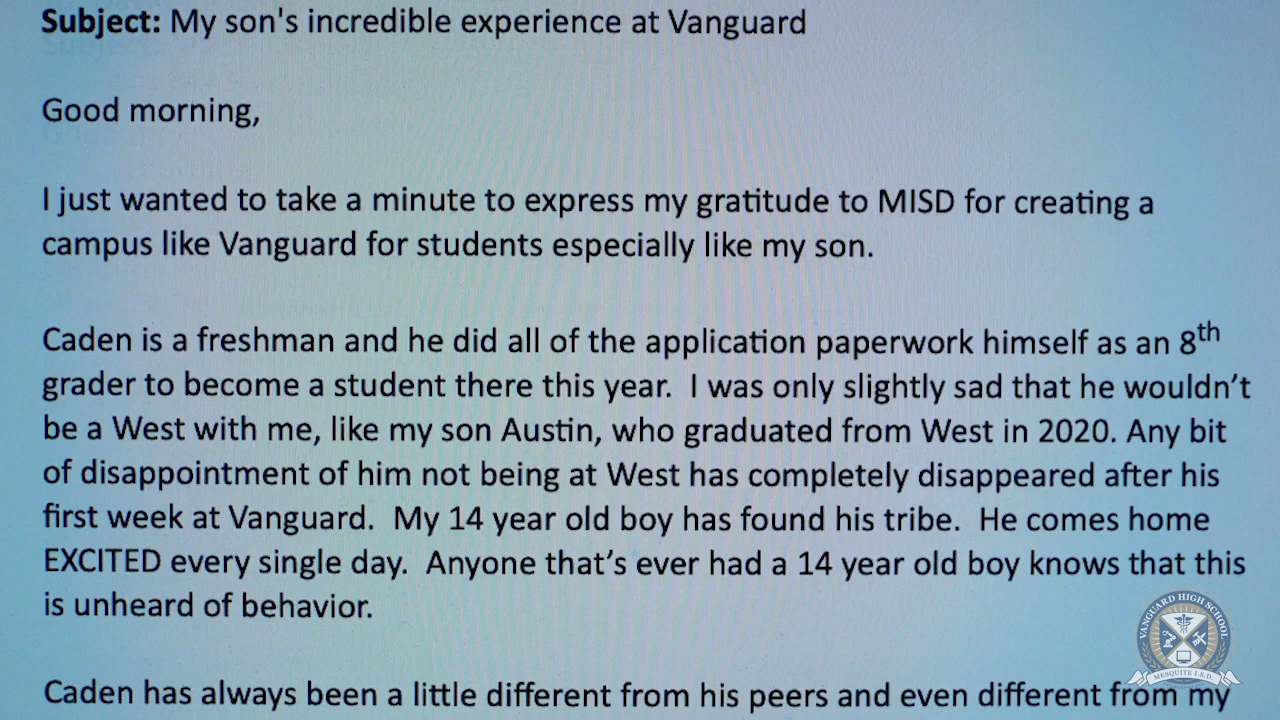 Subject: My son's incredible experience at Vanguard
Good morning,
I just wanted to take a minute to express my gratitude to MISD for creating a
campus like Vanguard for students especially like my son.
Caden is a freshman and he did all of the application paperwork himself as an 8th
grader to become a student there this year.  I was only slightly sad that he wouldn't
be a West with me, like my son Austin, who graduated from West in 2020. Any bit
of disappointment of him not being at West has completely disappeared after his
first week at Vanguard.  My 14 year old boy has found his tribe.  He comes home
EXCITED every single day.  Anyone that's ever had a 14 year old boy knows that this
is unheard of behavior.
Caden has always been a little different from his peers and even different from my
VANGUARD HIGH SCHOOL
MESQUITE I.S.D.